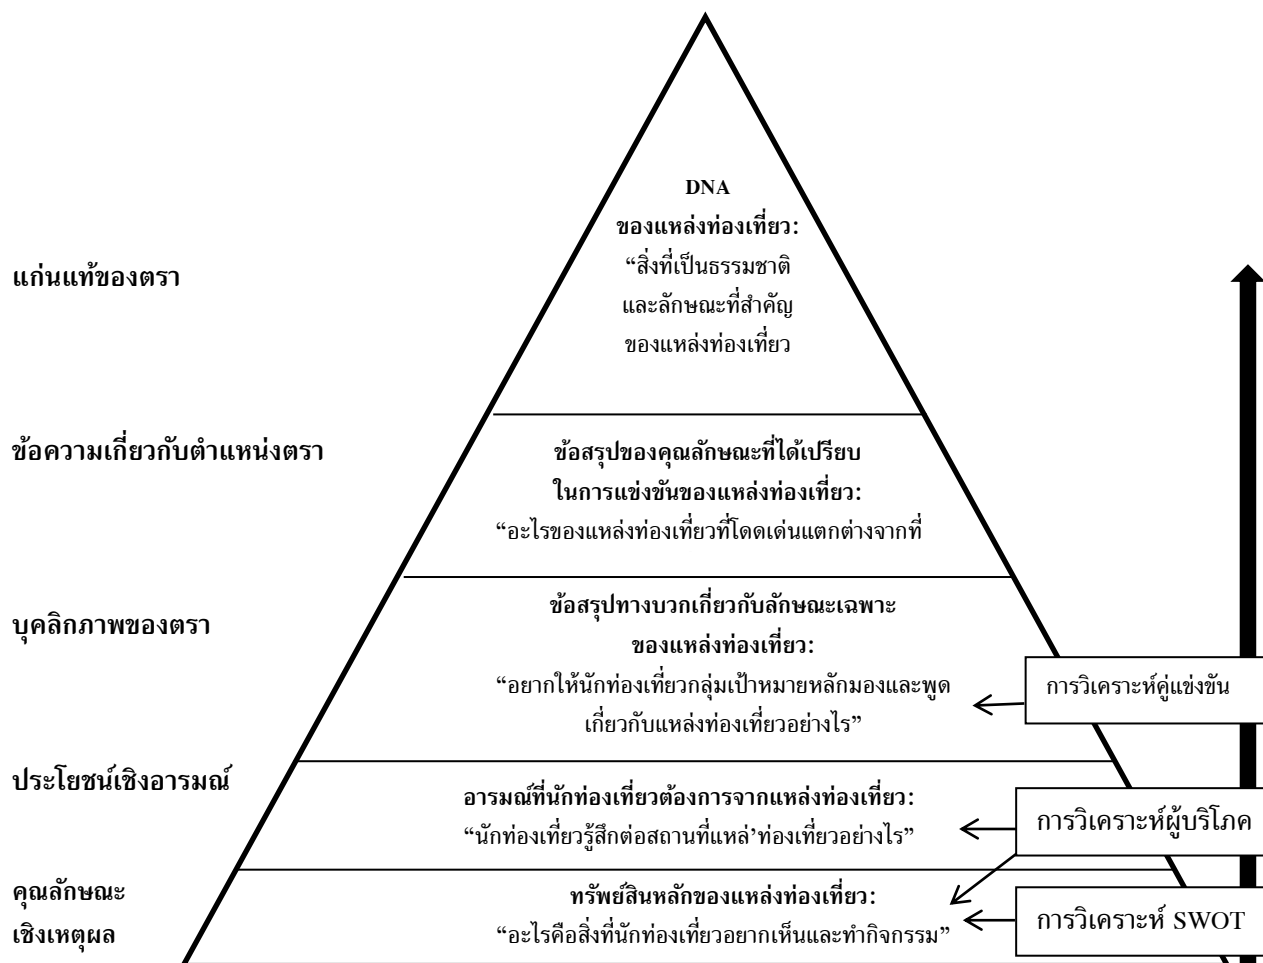 DNA
ของแหล่งท่องเที่ยว:
“สิ่งที่เป็นธรรมชาติ
และลักษณะที่สำคัญ
ของแหล่งท่องเที่ยว
แก่นแท้ของตรา
ข้อความเกี่ยวกับตำแหน่งตรา
ข้อสรุปของคุณลักษณะที่ได้เปรียบ
ในการแข่งขันของแหล่งท่องเที่ยว:
“อะไรของแหล่งท่องเที่ยวที่โดดเด่นแตกต่างจากที่
บุคลิกภาพของตรา
ข้อสรุปทางบวกเกี่ยวกับลักษณะเฉพาะ
ของแหล่งท่องเที่ยว:
“อยากให้นักท่องเที่ยวกลุ่มเป้าหมายหลักมองและพูด
เกี่ยวกับแหล่งท่องเที่ยวอย่างไร”
การวิเคราะห์คู่แข่งขัน
ประโยชน์เชิงอารมณ์
อารมณ์ที่นักท่องเที่ยวต้องการจากแหล่งท่องเที่ยว:
“นักท่องเที่ยวรู้สึกต่อสถานที่แหล่’ท่องเที่ยวอย่างไร”
การวิเคราะห์ผู้บริโภค
คุณลักษณะ
เชิงเหตุผล
ทรัพย์สินหลักของแหล่งท่องเที่ยว:
“อะไรคือสิ่งที่นักท่องเที่ยวอยากเห็นและทำกิจกรรม”
การวิเคราะห์ SWOT